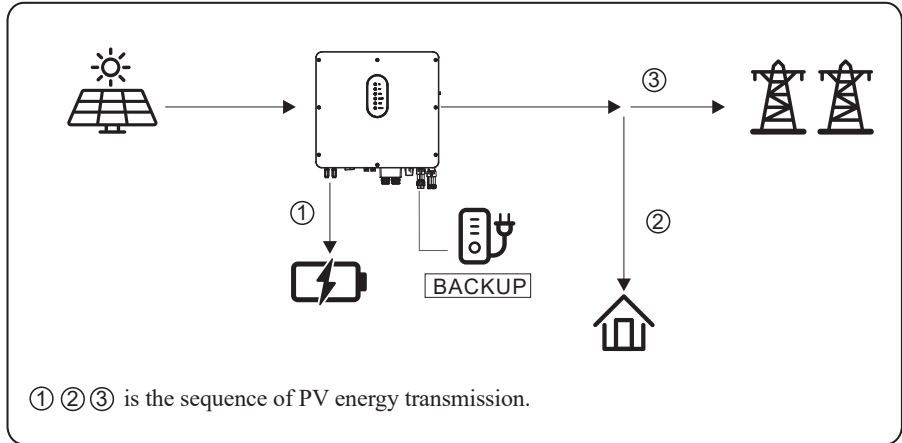 ③
①
②
BACKUP
① ② ③ is the sequence of PV energy transmission.